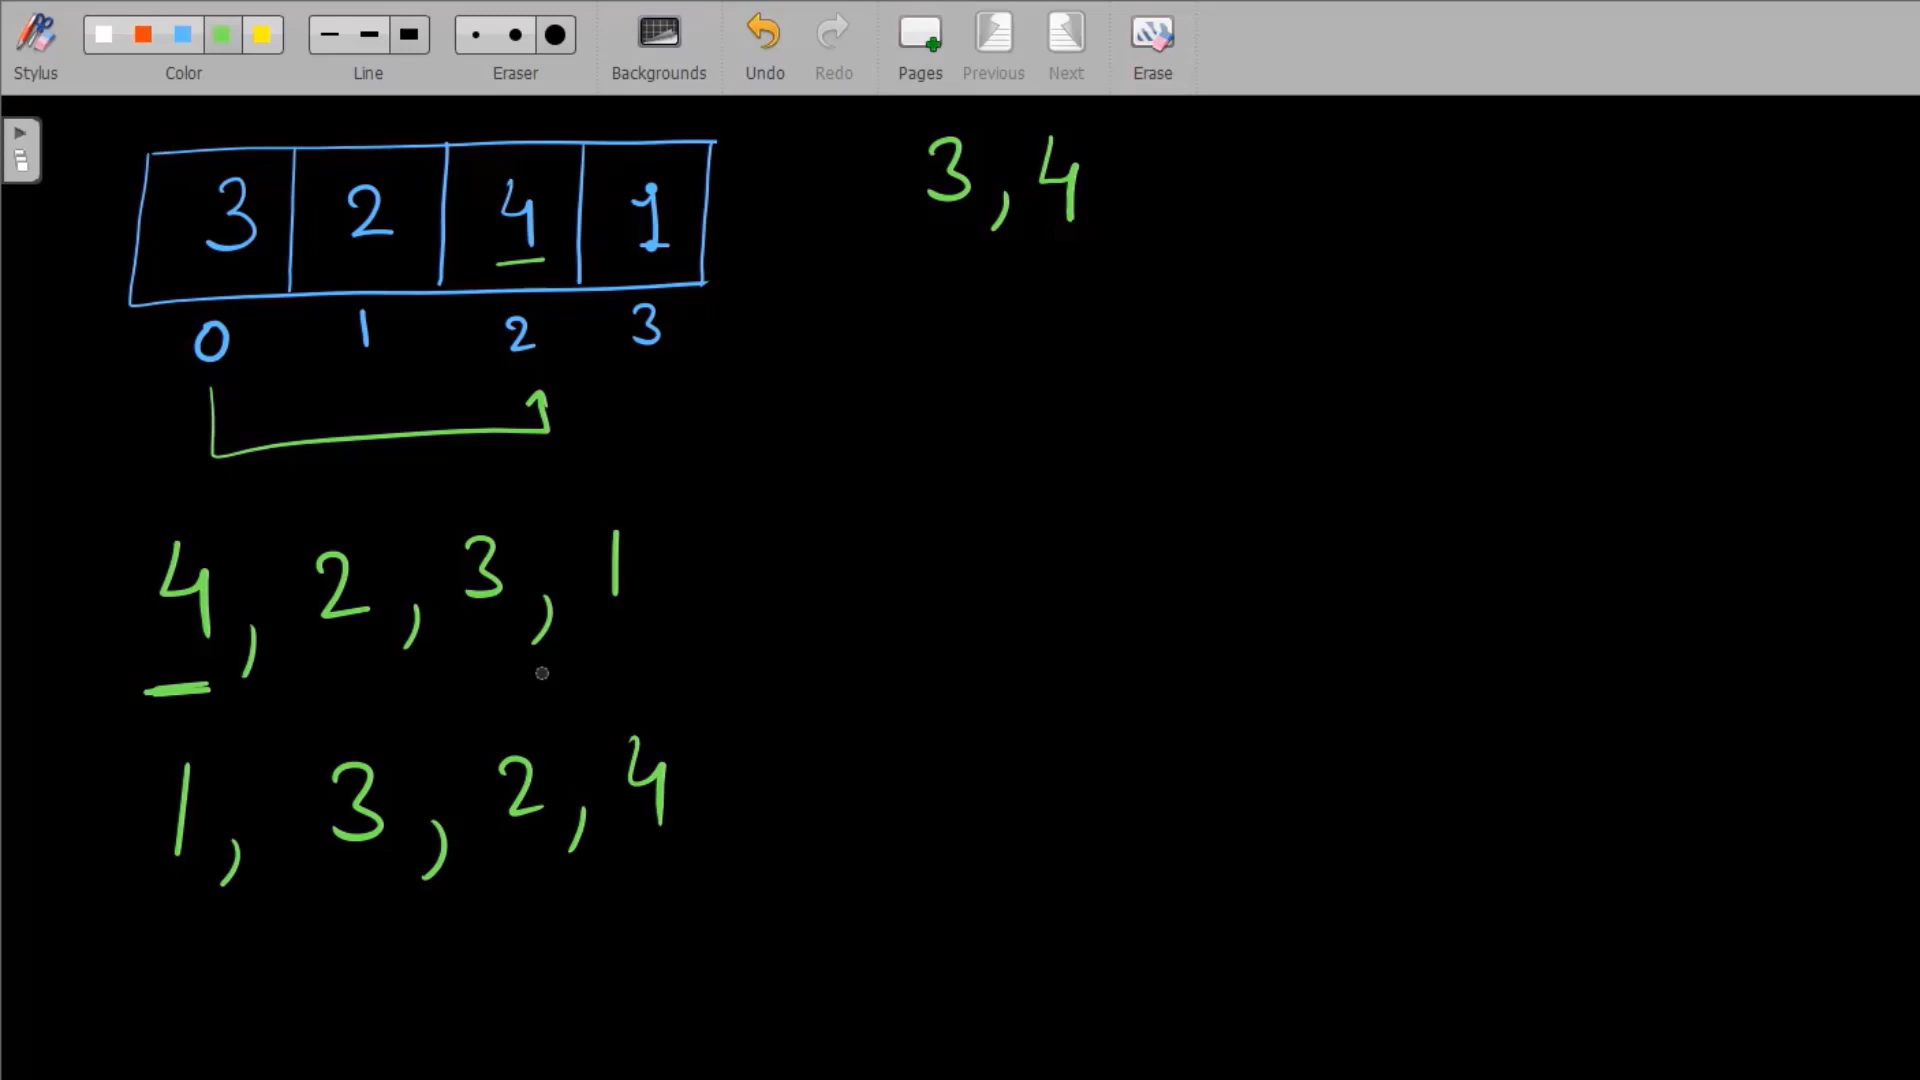 Stylus Color Line Eraser Backgrounds Undo Redo Pages Previous Next Erase
3 2 4 1
0 1 2 3
3, 4
4, 2, 3, 1
1, 3, 2, 4